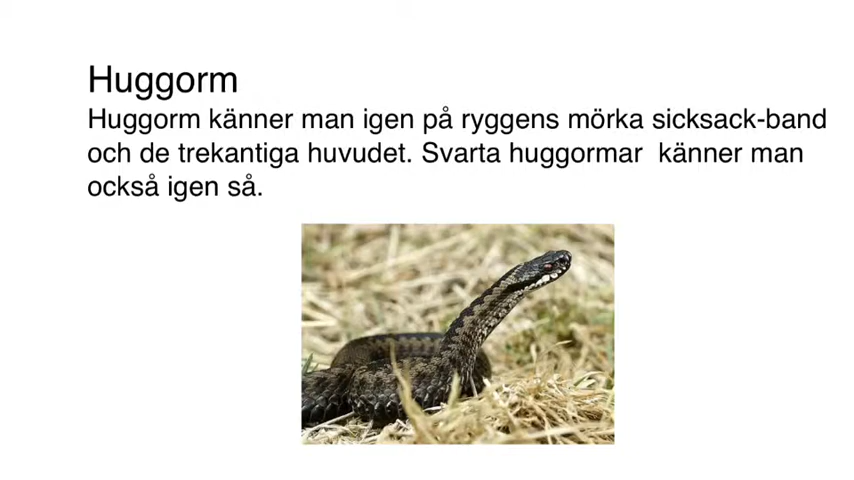 Huggorm
Huggorm känner man igen på ryggens mörka sicksack-band
och de trekantiga huvudet. Svarta huggormar  känner man
också igen så.